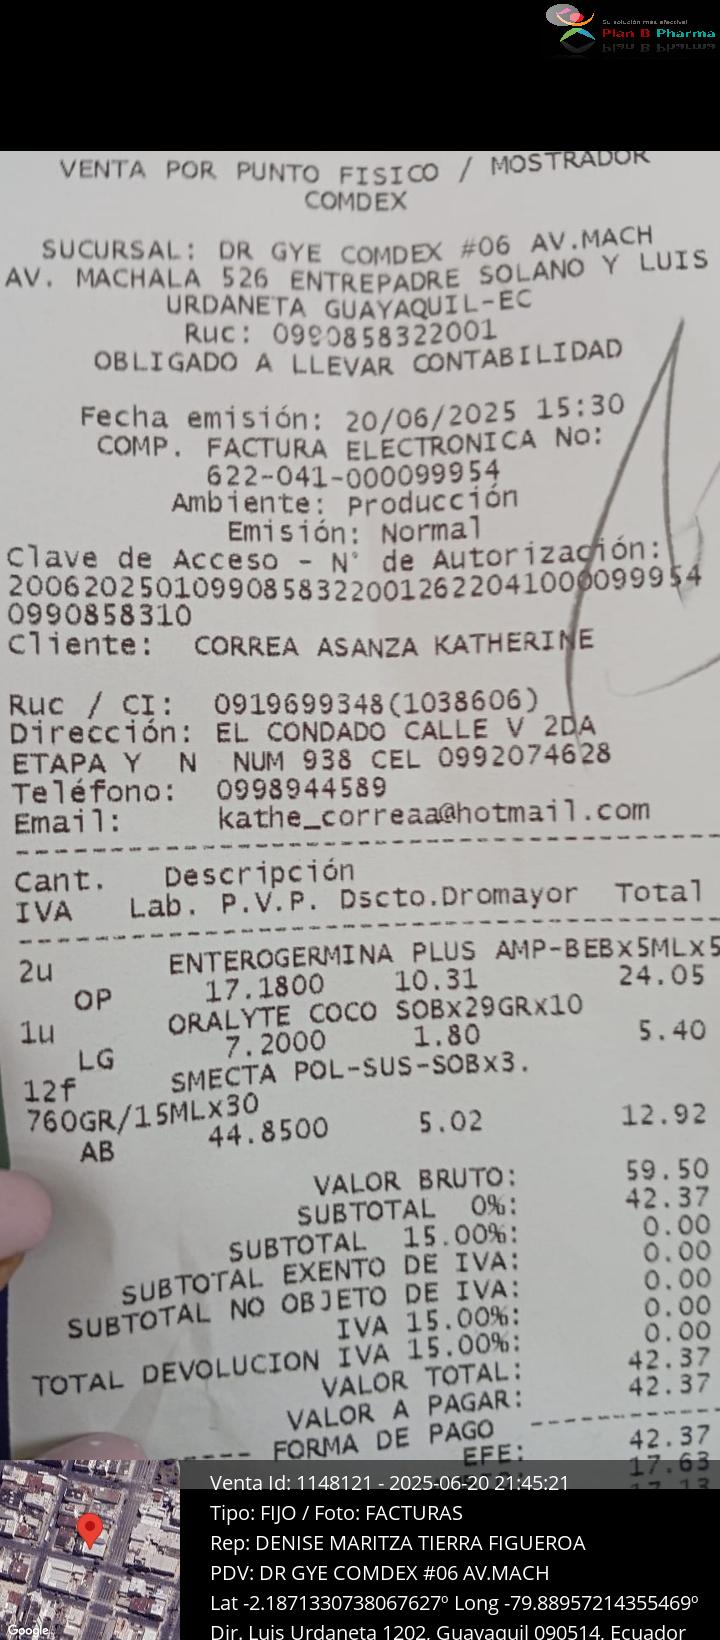 Su solución más efectiva!
Plan B Pharma
VENTA POR PUNTO FISICO / MOSTRADOR
COMDEX
SUCURSAL: DR GYE COMDEX #06 AV.MACH
AV. MACHALA 526 ENTREPADRE SOLANO Y LUIS
URDANETA GUAYAQUIL-EC
Ruc: 0990858322001
OBLIGADO A LLEVAR CONTABILIDAD
Fecha emisión: 20/06/2025 15:30
COMP. FACTURA ELECTRONICA No:
622-041-000099954
Ambiente: Producción
Emisión: Normal
Clave de Acceso - N° de Autorización:
200620250109908583220012622041000099954
0990858310
Cliente: CORREA ASANZA KATHERINE
Ruc / CI: 0919699348(1038606)
Dirección: EL CONDADO CALLE V 2DA
ETAPA Y N NUM 938 CEL 0992074628
Teléfono: 0998944589
Email: kathe_correaa@hotmail.com
Cant. Descripción
IVA Lab. P.V.P. Dscto.Dromayor Total
2u ENTEROGERMINA PLUS AMP-BEBx5MLx5
OP 17.1800 10.31 24.05
1u ORALYTE COCO SOBx29GRx10
LG 7.2000 1.80 5.40
12f SMECTA POL-SUS-SOBx3.
760GR/15MLx30
AB 44.8500 5.02 12.92
VALOR BRUTO: 59.50
SUBTOTAL 0%: 42.37
SUBTOTAL 15.00%: 0.00
SUBTOTAL EXENTO DE IVA: 0.00
SUBTOTAL NO OBJETO DE IVA: 0.00
IVA 15.00%: 0.00
TOTAL DEVOLUCION IVA 15.00%: 0.00
VALOR TOTAL: 42.37
VALOR A PAGAR: 42.37
---- FORMA DE PAGO ----------
EFE: 42.37
17.63
Venta Id: 1148121 - 2025-06-20 21:45:21
Tipo: FIJO / Foto: FACTURAS
Rep: DENISE MARITZA TIERRA FIGUEROA
PDV: DR GYE COMDEX #06 AV.MACH
Lat -2.1871330738067627º Long -79.88957214355469º
Dir. Luis Urdaneta 1202, Guayaquil 090514, Ecuador
Google